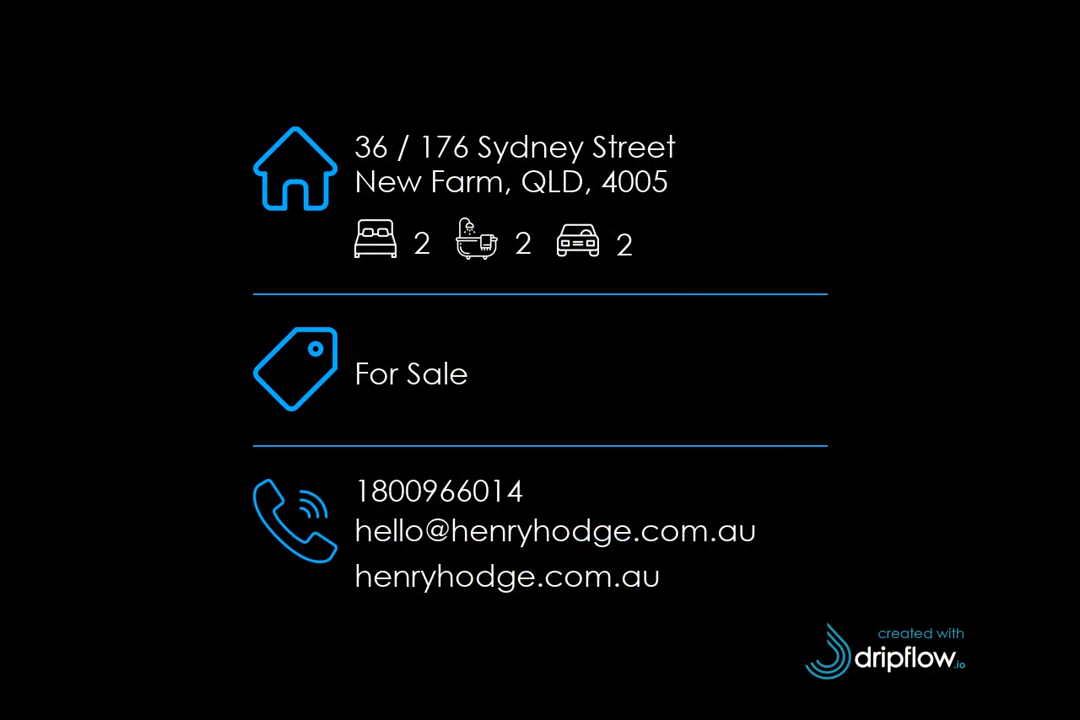 36 / 176 Sydney Street
New Farm, QLD, 4005
2 2 2
For Sale
1800966014
hello@henryhodge.com.au
henryhodge.com.au
created with
dripflow.io